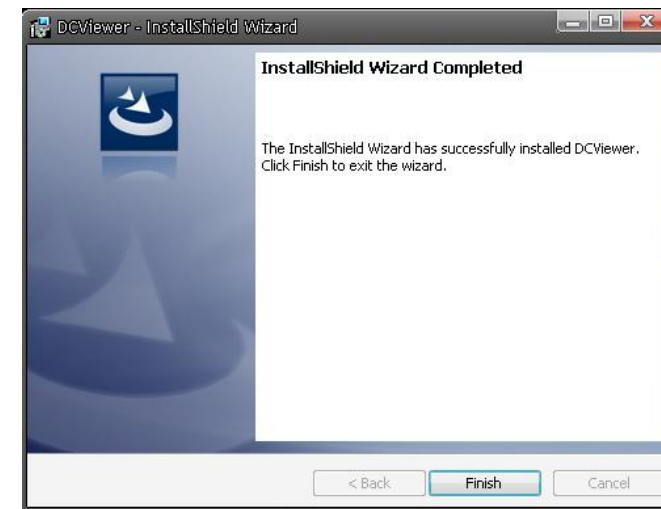 DCViewer - InstallShield Wizard
InstallShield Wizard Completed
The InstallShield Wizard has successfully installed DCViewer.
Click Finish to exit the wizard.
< Back
Finish
Cancel